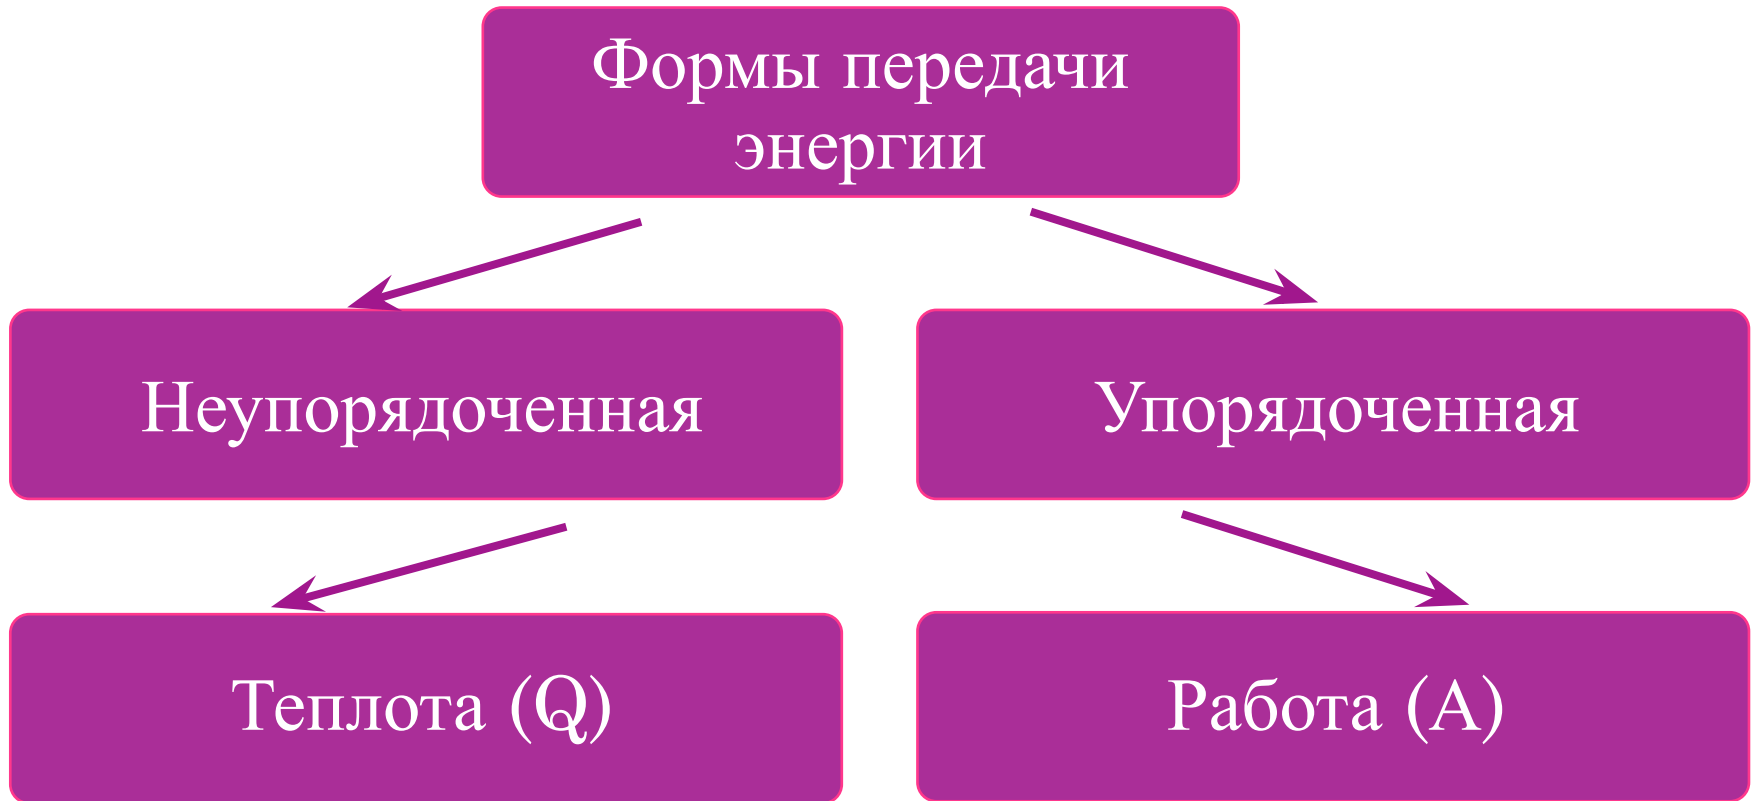 Формы передачи
энергии
Неупорядоченная
Упорядоченная
Теплота (Q)
Работа (А)